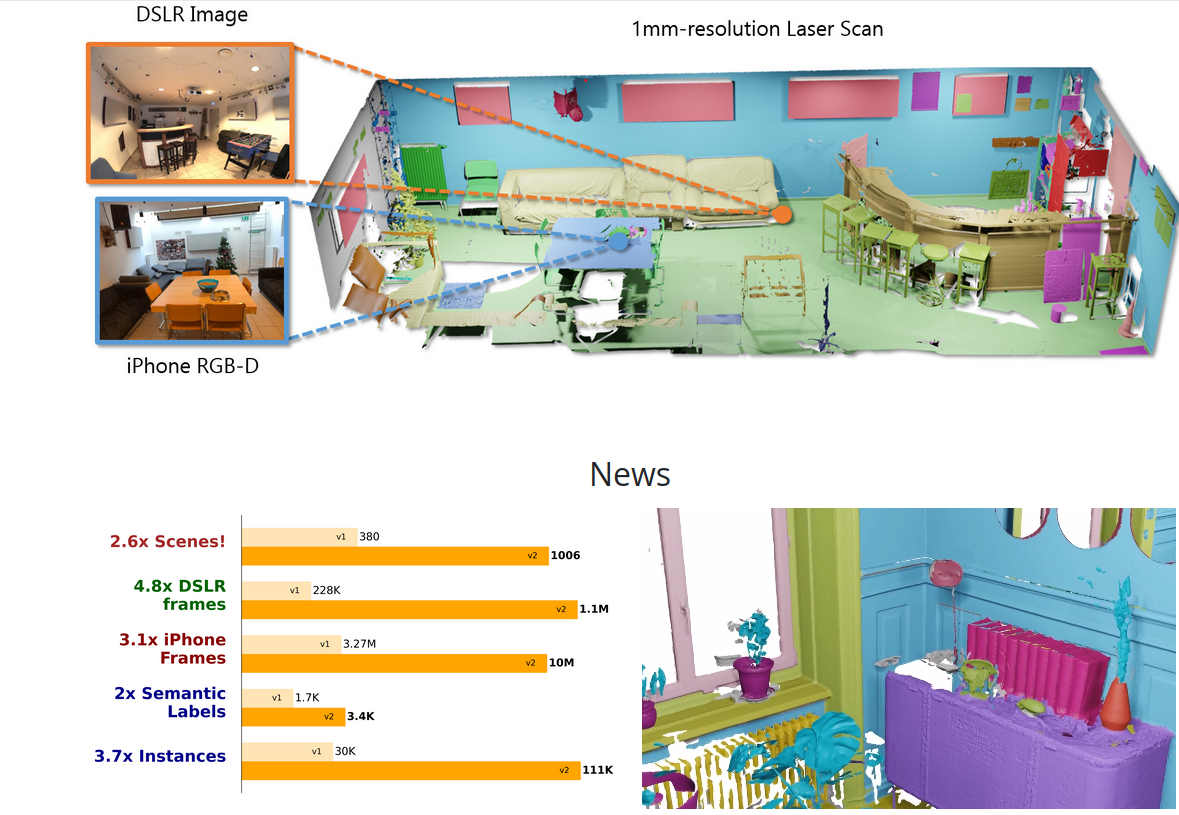 DSLR Image
1mm-resolution Laser Scan
iPhone RGB-D
News
2.6x Scenes!
v1 380
v2 1006
4.8x DSLR
frames
v1 228K
v2 1.1M
3.1x iPhone
Frames
v1 3.27M
v2 10M
2x Semantic
Labels
v1 1.7K
v2 3.4K
3.7x Instances
v1 30K
v2 111K